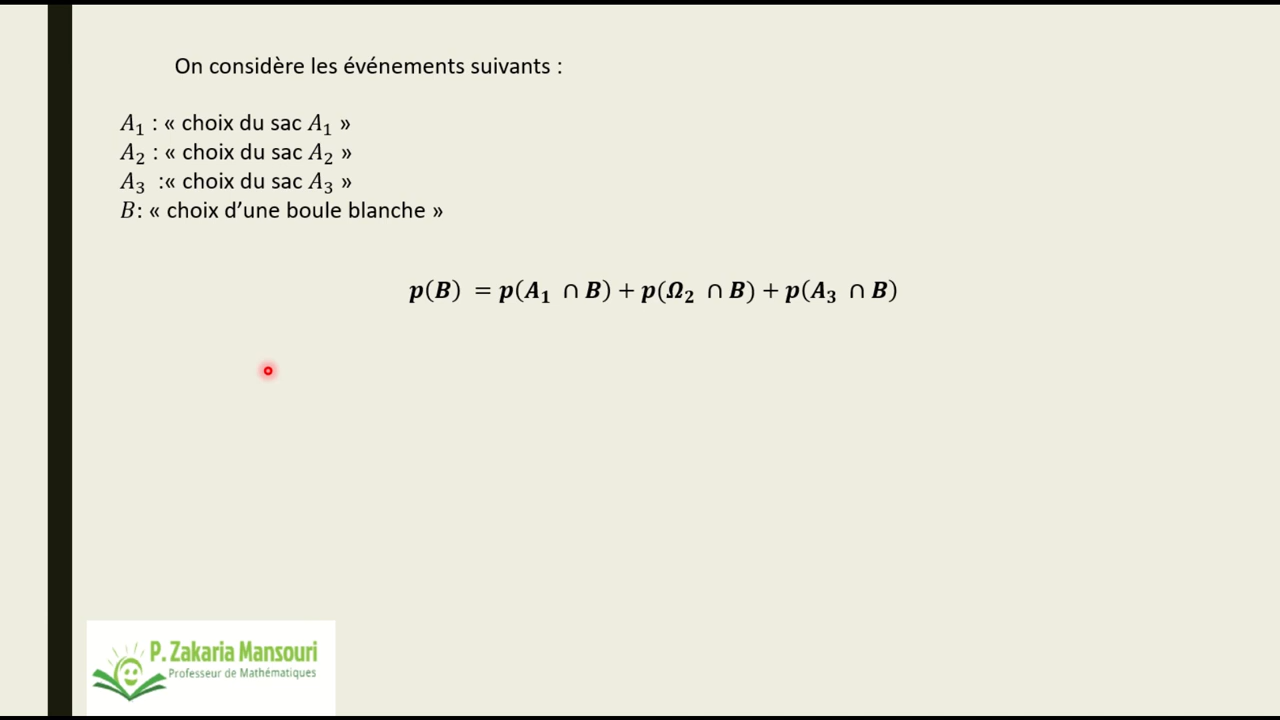 On considère les événements suivants :
A₁ : « choix du sac A₁ »
A₂ : « choix du sac A₂ »
A₃ :« choix du sac A₃ »
B: « choix d’une boule blanche »
p(B) = p(A₁ ∩ B) + p(Ω₂ ∩ B) + p(A₃ ∩ B)
P. Zakaria Mansouri
Professeur de Mathématiques